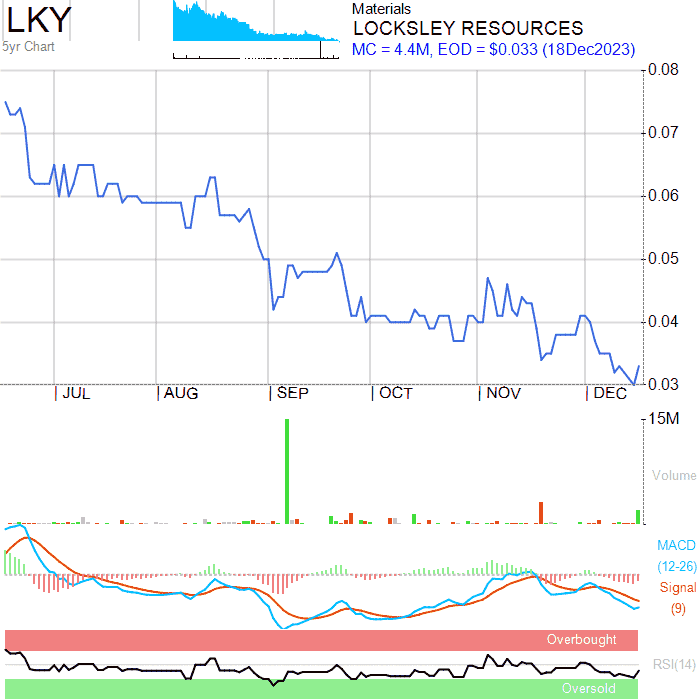 LKY
5yr Chart
Materials
LOCKSLEY RESOURCES
MC = 4.4M, EOD = $0.033 (18Dec2023)
0.08
0.07
0.06
0.05
0.04
0.03
JUL AUG SEP OCT NOV DEC
15M
Volume
MACD
(12-26)
Signal
(9)
Overbought
RSI(14)
Oversold